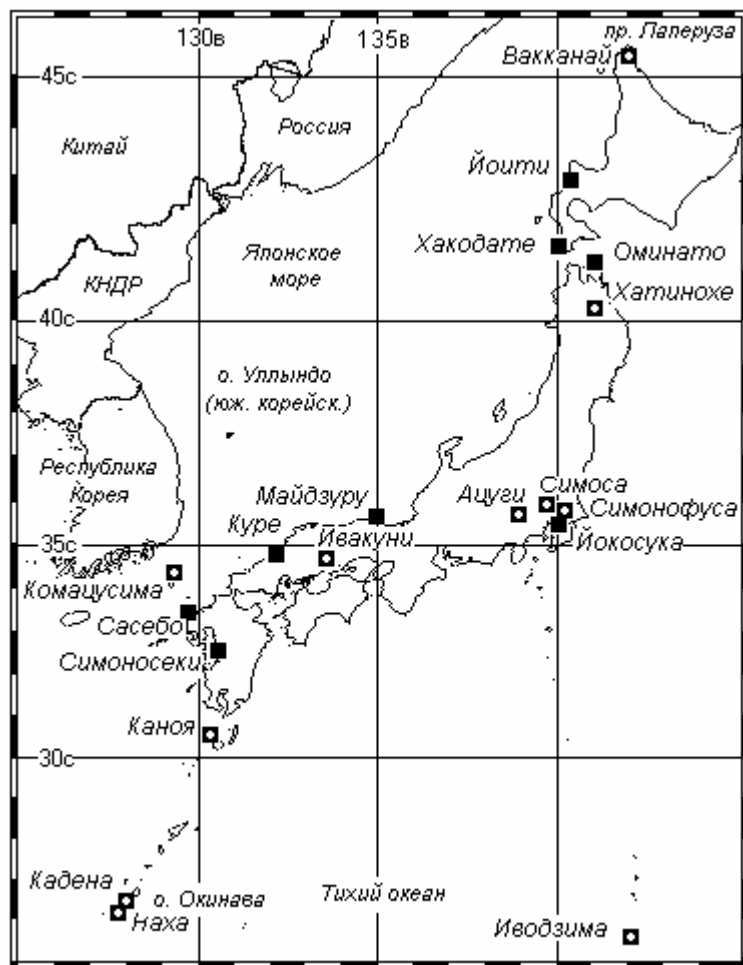 130в
135в
пр. Лаперуза
Вакканай
45с
Россия
Китай
Йоити
Хакодате
Оминато
Японское
море
КНДР
Хатинохе
40с
о. Уллындо
(юж. корейск.)
Республика
Корея
Майдзуру
Ацуги
Симоса
Симонофуса
Куре
Ивакуни
Йокосука
35с
Комацусима
Сасебо
Симоносеки
Каноя
30с
Кадена
о. Окинава
Тихий океан
Наха
Иводзима